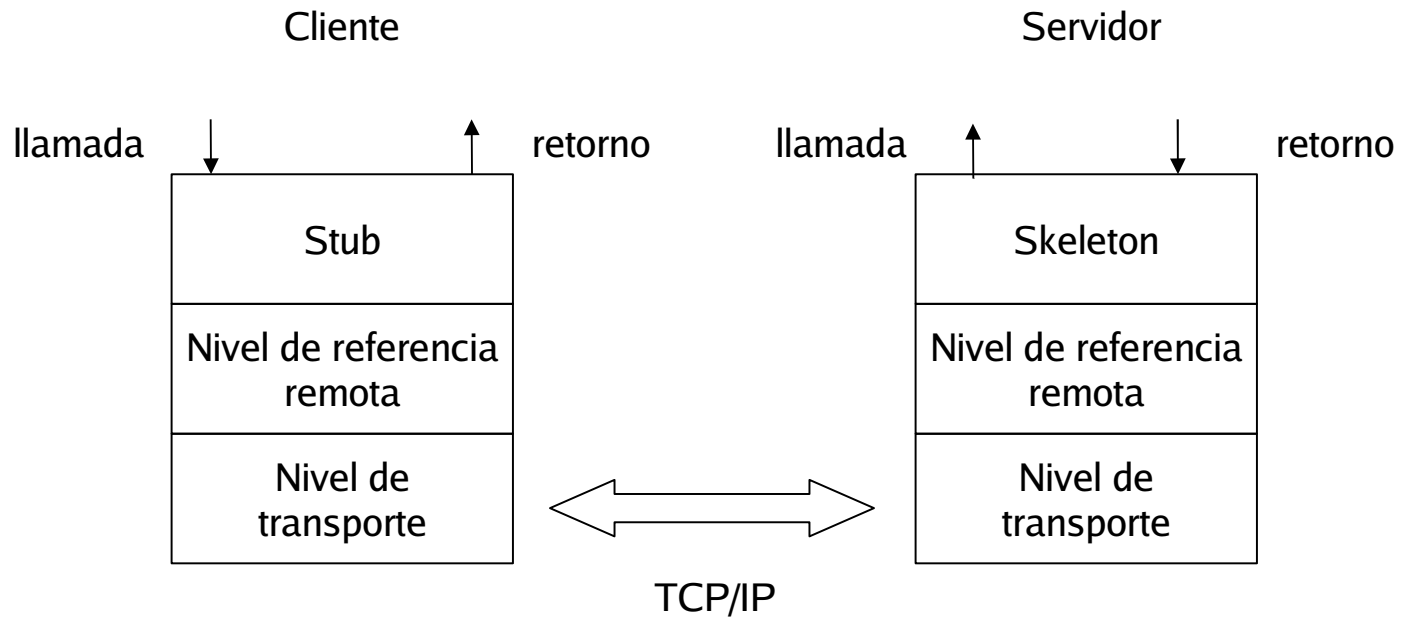 Cliente
Servidor
llamada
retorno
llamada
retorno
Stub
Skeleton
Nivel de referencia
remota
Nivel de referencia
remota
Nivel de
transporte
Nivel de
transporte
TCP/IP